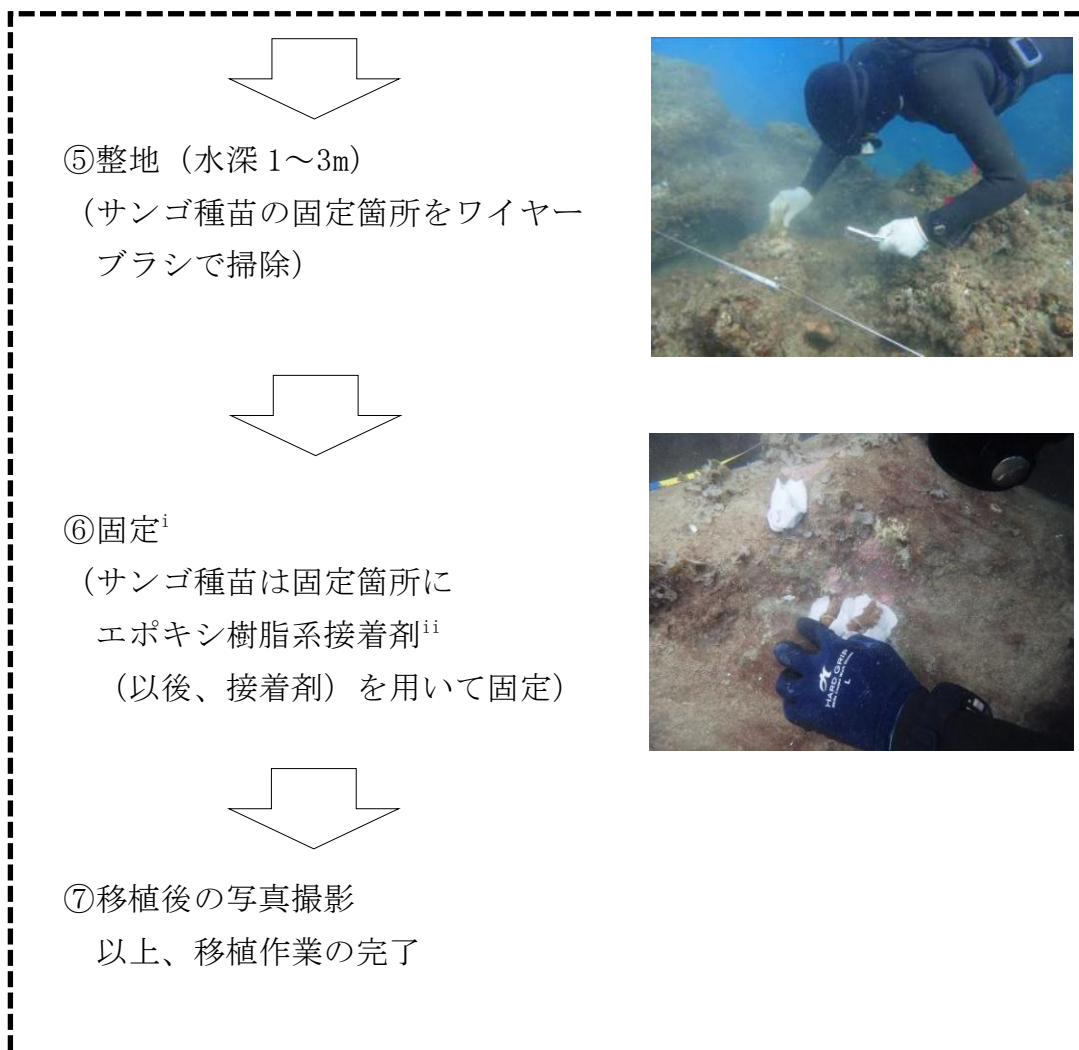 ⑤整地（水深 1～3m）
（サンゴ種苗の固定箇所をワイヤー
ブラシで掃除）
⑥固定ⁱ
（サンゴ種苗は固定箇所に
エポキシ樹脂系接着剤ⁱⁱ
（以後、接着剤）を用いて固定）
HARD GRIP
L
⑦移植後の写真撮影
以上、移植作業の完了